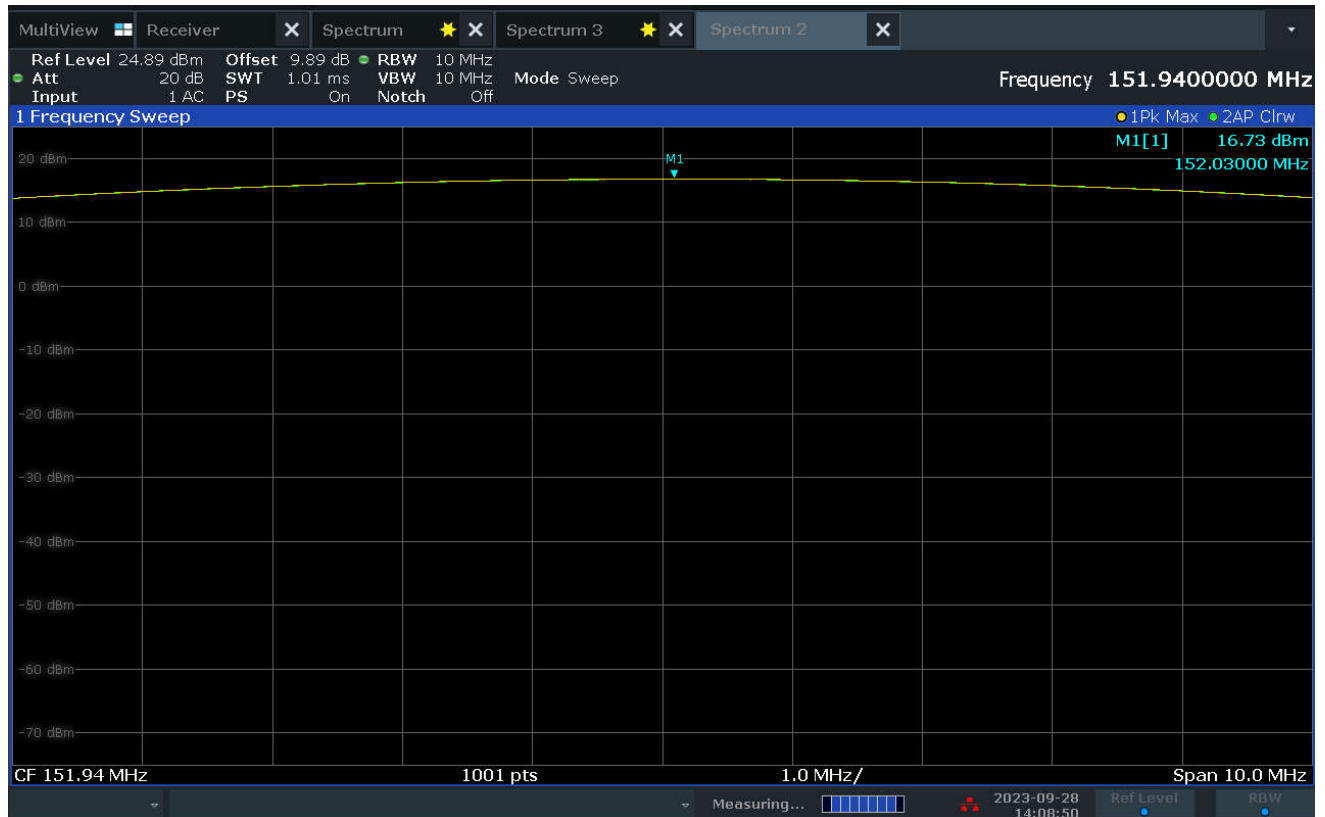 MultiView Receiver Spectrum Spectrum 3 Spectrum 2
Ref Level 24.89 dBm Offset 9.89 dB RBW 10 MHz
Att 20 dB SWT 1.01 ms VBW 10 MHz Mode Sweep Frequency 151.9400000 MHz
Input 1 AC PS On Notch Off
1 Frequency Sweep 1Pk Max 2AP Clrw
M1[1] 16.73 dBm
152.03000 MHz
M1
20 dBm
10 dBm
0 dBm
-10 dBm
-20 dBm
-30 dBm
-40 dBm
-50 dBm
-60 dBm
-70 dBm
CF 151.94 MHz 1001 pts 1.0 MHz/ Span 10.0 MHz
Measuring... 2023-09-28 Ref Level RBW
14:08:50